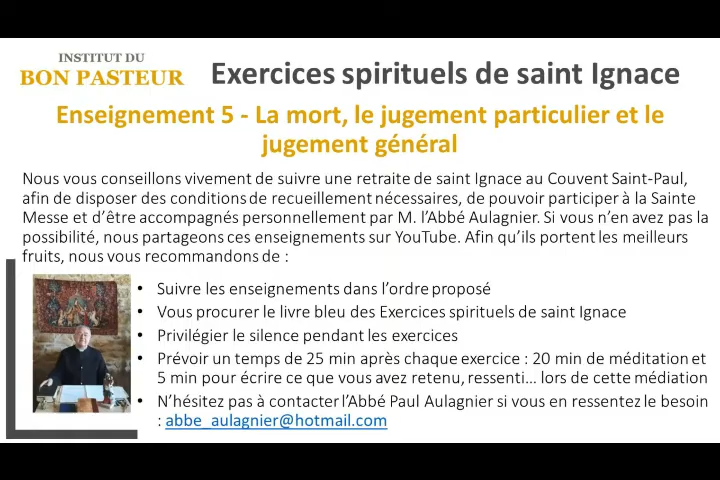 INSTITUT DU
BON PASTEUR
Exercices spirituels de saint Ignace
Enseignement 5 - La mort, le jugement particulier et le
jugement général
Nous vous conseillons vivement de suivre une retraite de saint Ignace au Couvent Saint-Paul,
afin de disposer des conditions de recueillement nécessaires, de pouvoir participer à la Sainte
Messe et d'être accompagnés personnellement par M. l'Abbé Aulagnier. Si vous n'en avez pas la
possibilité, nous partageons ces enseignements sur YouTube. Afin qu'ils portent les meilleurs
fruits, nous vous recommandons de :
• Suivre les enseignements dans l'ordre proposé
• Vous procurer le livre bleu des Exercices spirituels de saint Ignace
• Privilégier le silence pendant les exercices
• Prévoir un temps de 25 min après chaque exercice : 20 min de méditation et
5 min pour écrire ce que vous avez retenu, ressenti... lors de cette médiation
• N'hésitez pas à contacter l'Abbé Paul Aulagnier si vous en ressentez le besoin
: abbe_aulagnier@hotmail.com